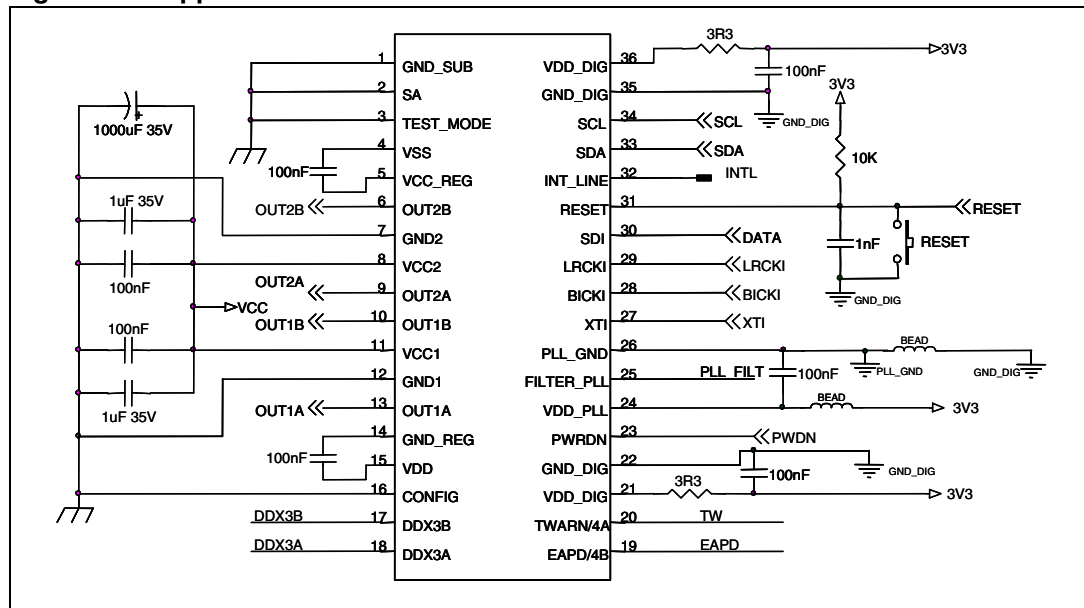 3R3
3V3
100nF
3V3
GND_DIG
10K
1000uF 35V
+
100nF
1uF 35V
100nF
100nF
1uF 35V
VCC
100nF
1 GND_SUB
2 SA
3 TEST_MODE
4 VSS
5 VCC_REG
OUT2B 6 OUT2B
7 GND2
8 VCC2
OUT2A 9 OUT2A
OUT1B 10 OUT1B
11 VCC1
12 GND1
OUT1A 13 OUT1A
14 GND_REG
15 VDD
16 CONFIG
DDX3B 17 DDX3B
DDX3A 18 DDX3A
VDD_DIG 36
GND_DIG 35
SCL 34 SCL
SDA 33 SDA
INT_LINE 32 INTL
RESET 31 RESET
SDI 30 DATA
LRCKI 29 LRCKI
BICKI 28 BICKI
XTI 27 XTI
PLL_GND 26
FILTER_PLL 25 PLL_FILT
VDD_PLL 24
PWRDN 23 PWDN
GND_DIG 22
VDD_DIG 21
TWARN/4A 20 TW
EAPD/4B 19 EAPD
1nF
RESET
GND_DIG
BEAD
PLL_GND
GND_DIG
100nF
BEAD
3V3
100nF
GND_DIG
3R3
3V3